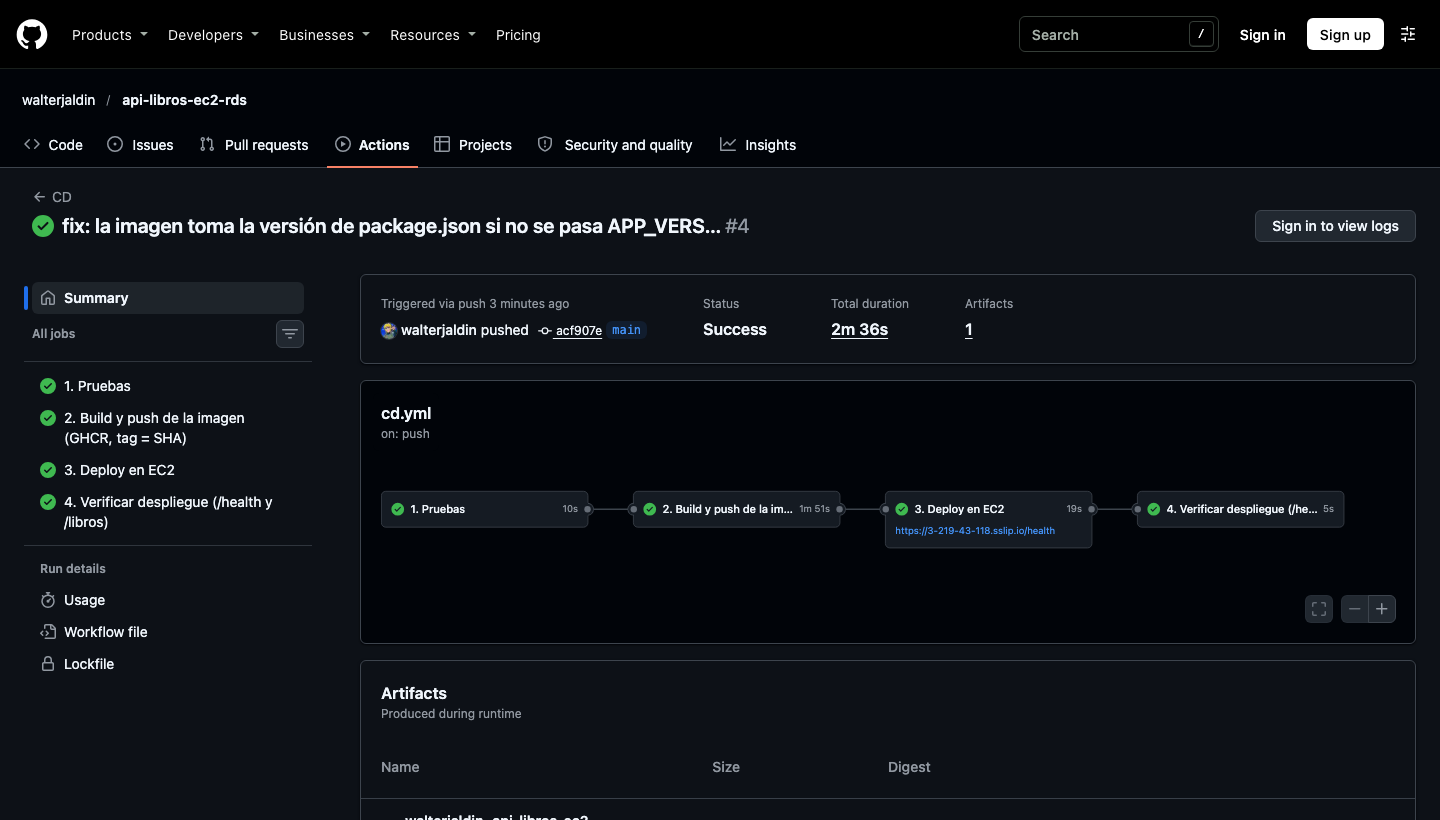 Products Developers Businesses Resources Pricing Search / Sign in Sign up
walterjaldin / api-libros-ec2-rds
Code Issues Pull requests Actions Projects Security and quality Insights
CD
fix: la imagen toma la versión de package.json si no se pasa APP_VERS... #4
Sign in to view logs
Summary
All jobs
1. Pruebas
2. Build y push de la imagen
(GHCR, tag = SHA)
3. Deploy en EC2
4. Verificar despliegue (/health y
/libros)
Run details
Usage
Workflow file
Lockfile
Triggered via push 3 minutes ago Status Total duration Artifacts
walterjaldin pushed acf907e main Success 2m 36s 1
cd.yml
on: push
1. Pruebas 10s
2. Build y push de la im... 1m 51s
3. Deploy en EC2 19s
https://3-219-43-118.sslip.io/health
4. Verificar despliegue (/he... 5s
Artifacts
Produced during runtime
Name Size Digest
walterjaldin~api-libros-ec2